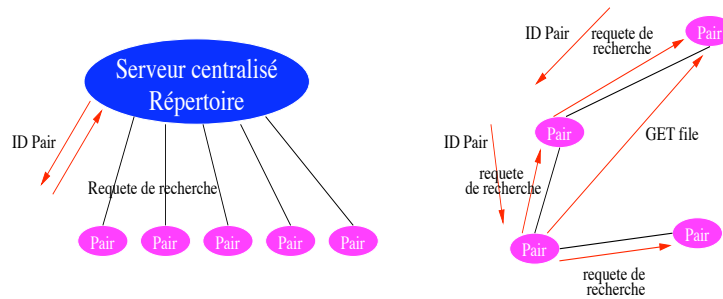 Serveur centralisé
Répertoire
ID Pair
Requete de recherche
Pair
Pair
Pair
Pair
Pair
ID Pair
requete de
recherche
Pair
ID Pair
Pair
GET file
requete
de recherche
Pair
Pair
requete de
recherche